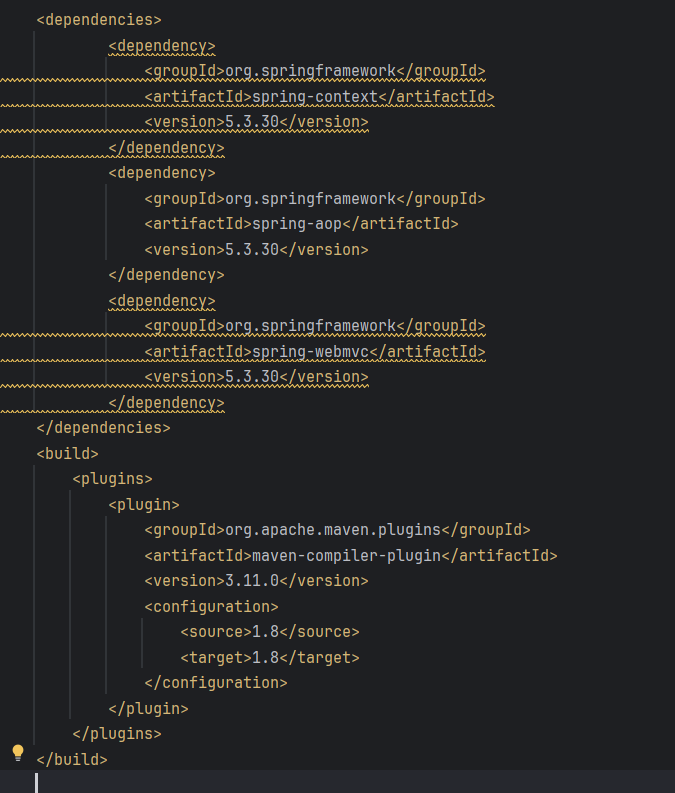 <dependencies>
<dependency>
<groupId>org.springframework</groupId>
<artifactId>spring-context</artifactId>
<version>5.3.30</version>
</dependency>
<dependency>
<groupId>org.springframework</groupId>
<artifactId>spring-aop</artifactId>
<version>5.3.30</version>
</dependency>
<dependency>
<groupId>org.springframework</groupId>
<artifactId>spring-webmvc</artifactId>
<version>5.3.30</version>
</dependency>
</dependencies>
<build>
<plugins>
<plugin>
<groupId>org.apache.maven.plugins</groupId>
<artifactId>maven-compiler-plugin</artifactId>
<version>3.11.0</version>
<configuration>
<source>1.8</source>
<target>1.8</target>
</configuration>
</plugin>
</plugins>
</build>